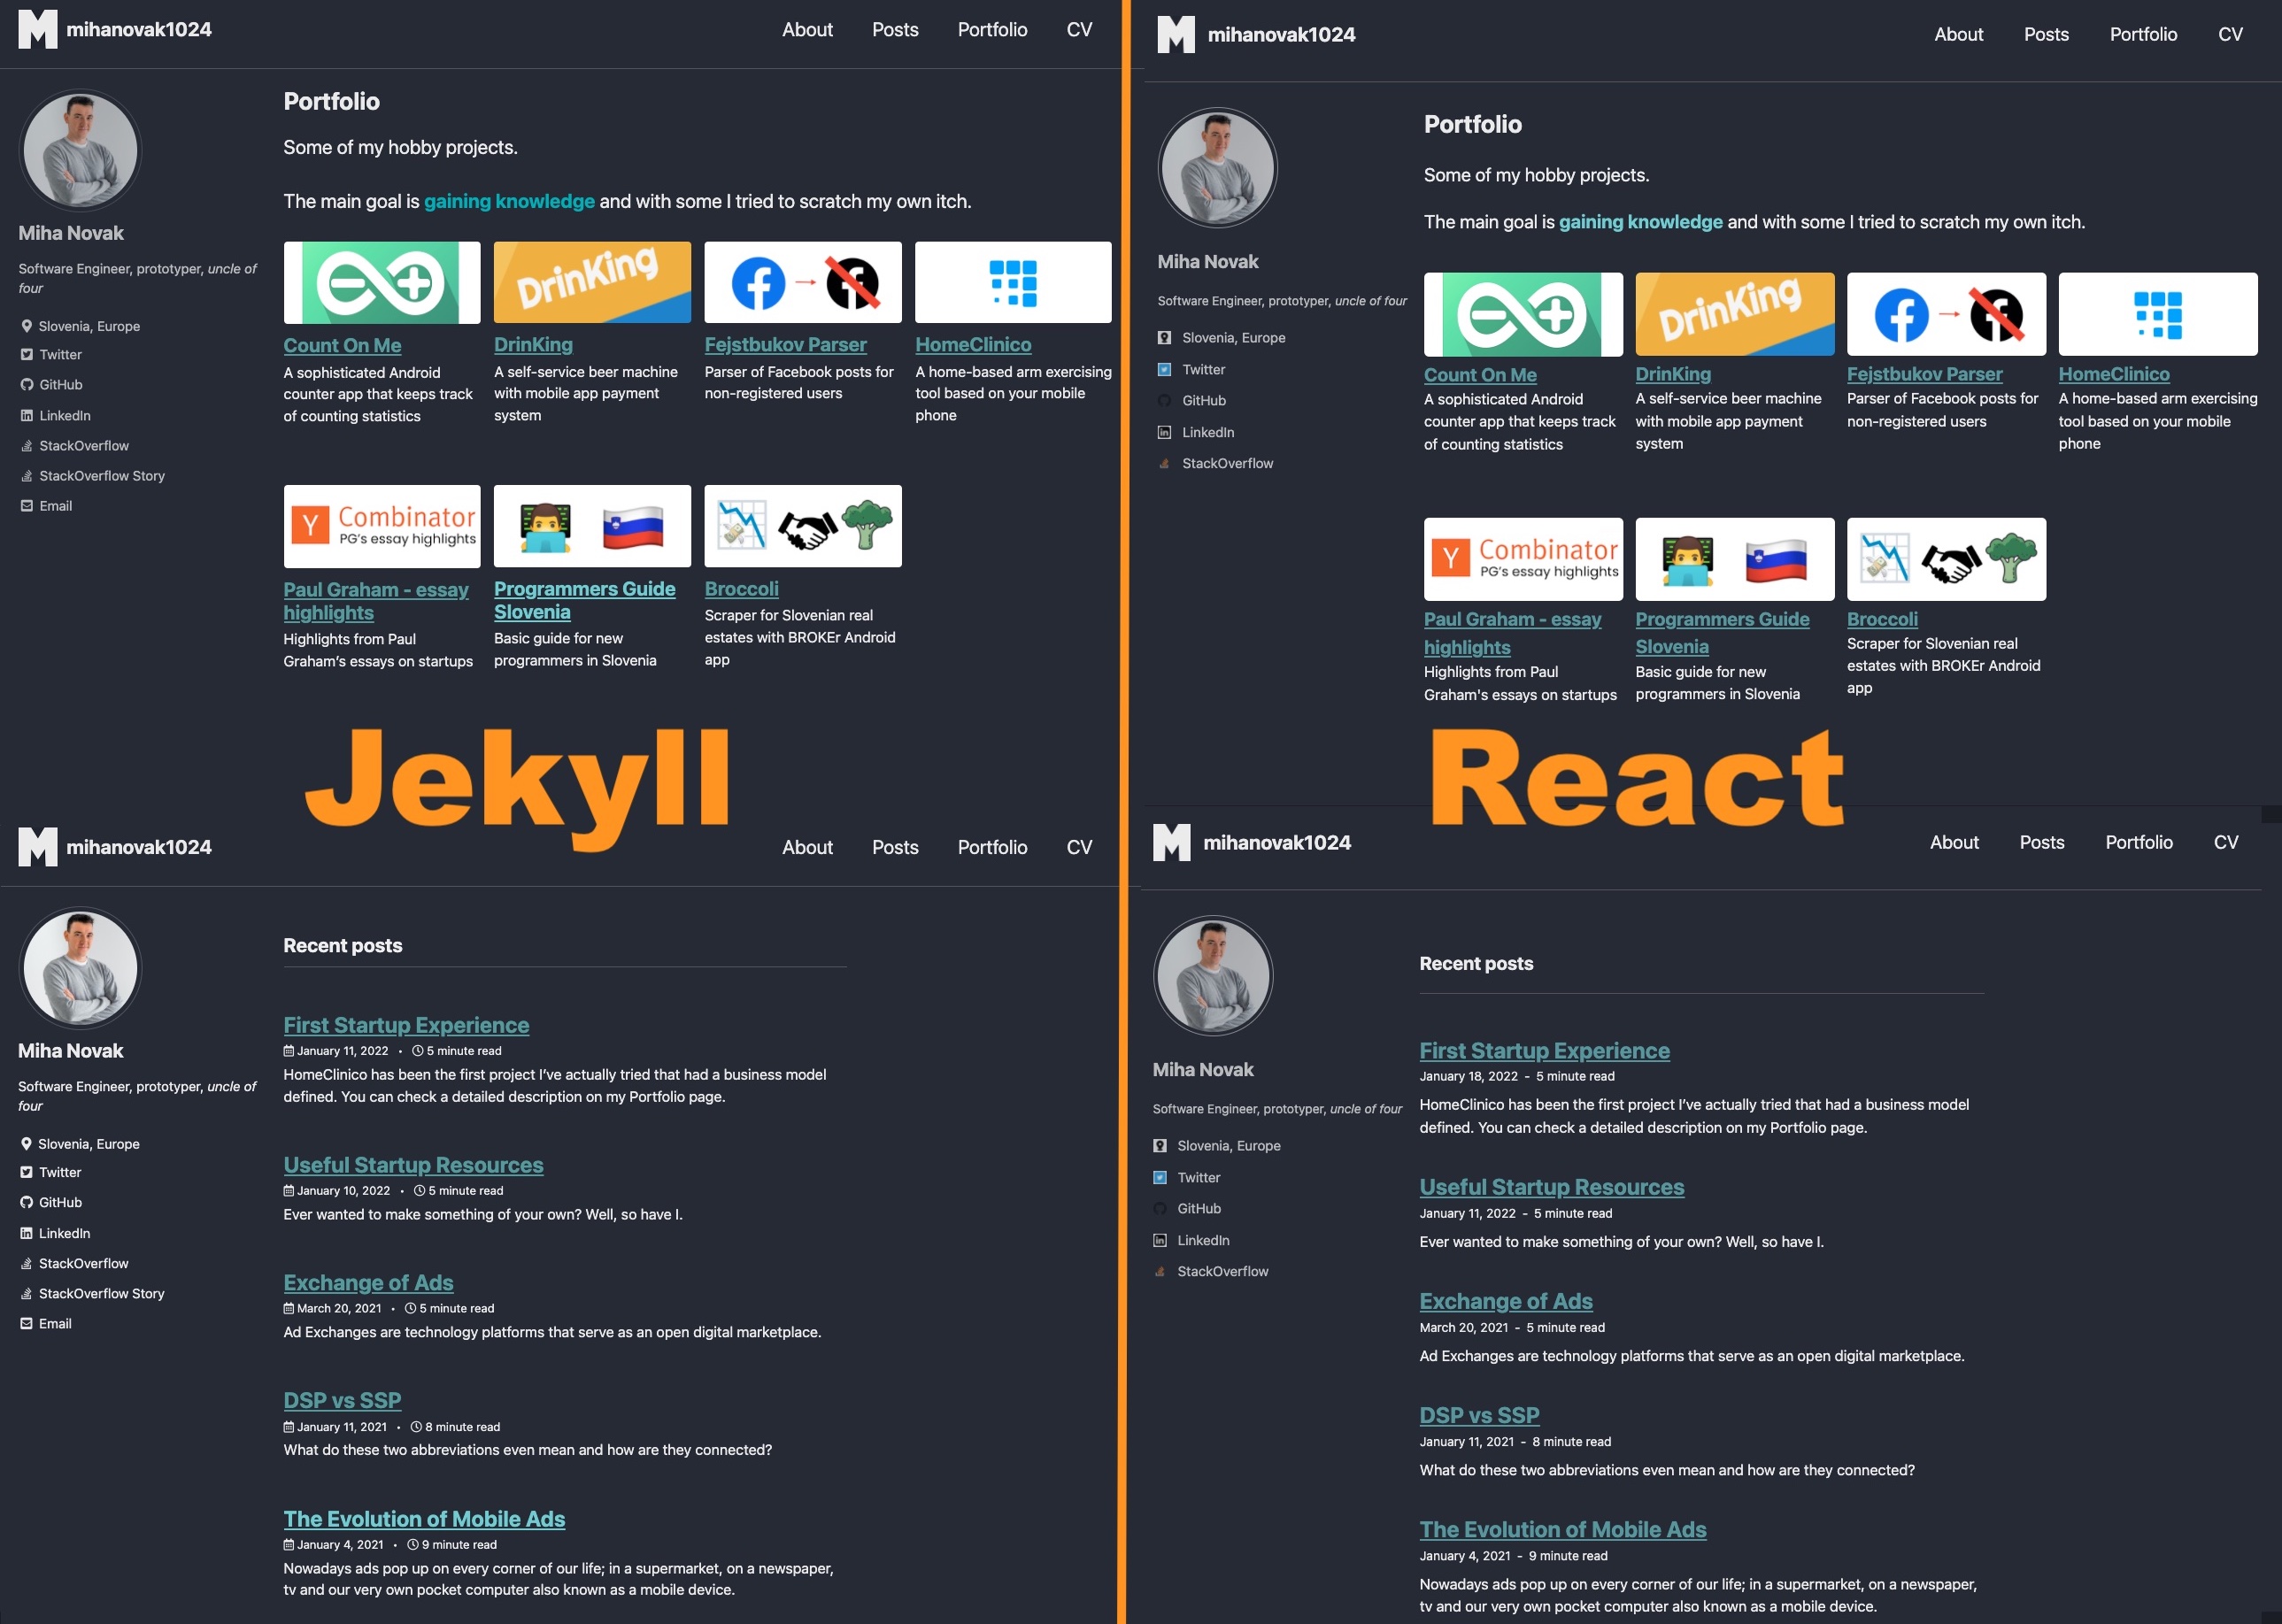 M mihanovak1024
About Posts Portfolio CV
Miha Novak
Software Engineer, prototyper, uncle of
four
Slovenia, Europe
Twitter
GitHub
LinkedIn
StackOverflow
StackOverflow Story
Email
Portfolio
Some of my hobby projects.
The main goal is gaining knowledge and with some I tried to scratch my own itch.
Count On Me
A sophisticated Android
counter app that keeps track
of counting statistics
DrinKing
DrinKing
A self-service beer machine
with mobile app payment
system
Fejstbukov Parser
Parser of Facebook posts for
non-registered users
HomeClinico
A home-based arm exercising
tool based on your mobile
phone
Y Combinator
PG's essay highlights
Paul Graham - essay
highlights
Highlights from Paul
Graham’s essays on startups
Programmers Guide
Slovenia
Basic guide for new
programmers in Slovenia
Broccoli
Scraper for Slovenian real
estates with BROKEr Android
app
Jekyll
M mihanovak1024
About Posts Portfolio CV
Miha Novak
Software Engineer, prototyper, uncle of
four
Slovenia, Europe
Twitter
GitHub
LinkedIn
StackOverflow
StackOverflow Story
Email
Recent posts
First Startup Experience
January 11, 2022 • 5 minute read
HomeClinico has been the first project I’ve actually tried that had a business model
defined. You can check a detailed description on my Portfolio page.
Useful Startup Resources
January 10, 2022 • 5 minute read
Ever wanted to make something of your own? Well, so have I.
Exchange of Ads
March 20, 2021 • 5 minute read
Ad Exchanges are technology platforms that serve as an open digital marketplace.
DSP vs SSP
January 11, 2021 • 8 minute read
What do these two abbreviations even mean and how are they connected?
The Evolution of Mobile Ads
January 4, 2021 • 9 minute read
Nowadays ads pop up on every corner of our life; in a supermarket, on a newspaper,
tv and our very own pocket computer also known as a mobile device.
M mihanovak1024
About Posts Portfolio CV
Miha Novak
Software Engineer, prototyper, uncle of four
Slovenia, Europe
Twitter
GitHub
LinkedIn
StackOverflow
Portfolio
Some of my hobby projects.
The main goal is gaining knowledge and with some I tried to scratch my own itch.
Count On Me
A sophisticated Android
counter app that keeps track
of counting statistics
DrinKing
DrinKing
A self-service beer machine
with mobile app payment
system
Fejstbukov Parser
Parser of Facebook posts for
non-registered users
HomeClinico
A home-based arm exercising
tool based on your mobile
phone
Y Combinator
PG's essay highlights
Paul Graham - essay
highlights
Highlights from Paul
Graham's essays on startups
Programmers Guide
Slovenia
Basic guide for new
programmers in Slovenia
Broccoli
Scraper for Slovenian real
estates with BROKEr Android
app
React
M mihanovak1024
About Posts Portfolio CV
Miha Novak
Software Engineer, prototyper, uncle of four
Slovenia, Europe
Twitter
GitHub
LinkedIn
StackOverflow
Recent posts
First Startup Experience
January 18, 2022 - 5 minute read
HomeClinico has been the first project I’ve actually tried that had a business model
defined. You can check a detailed description on my Portfolio page.
Useful Startup Resources
January 11, 2022 - 5 minute read
Ever wanted to make something of your own? Well, so have I.
Exchange of Ads
March 20, 2021 - 5 minute read
Ad Exchanges are technology platforms that serve as an open digital marketplace.
DSP vs SSP
January 11, 2021 - 8 minute read
What do these two abbreviations even mean and how are they connected?
The Evolution of Mobile Ads
January 4, 2021 - 9 minute read
Nowadays ads pop up on every corner of our life; in a supermarket, on a newspaper,
tv and our very own pocket computer also known as a mobile device.